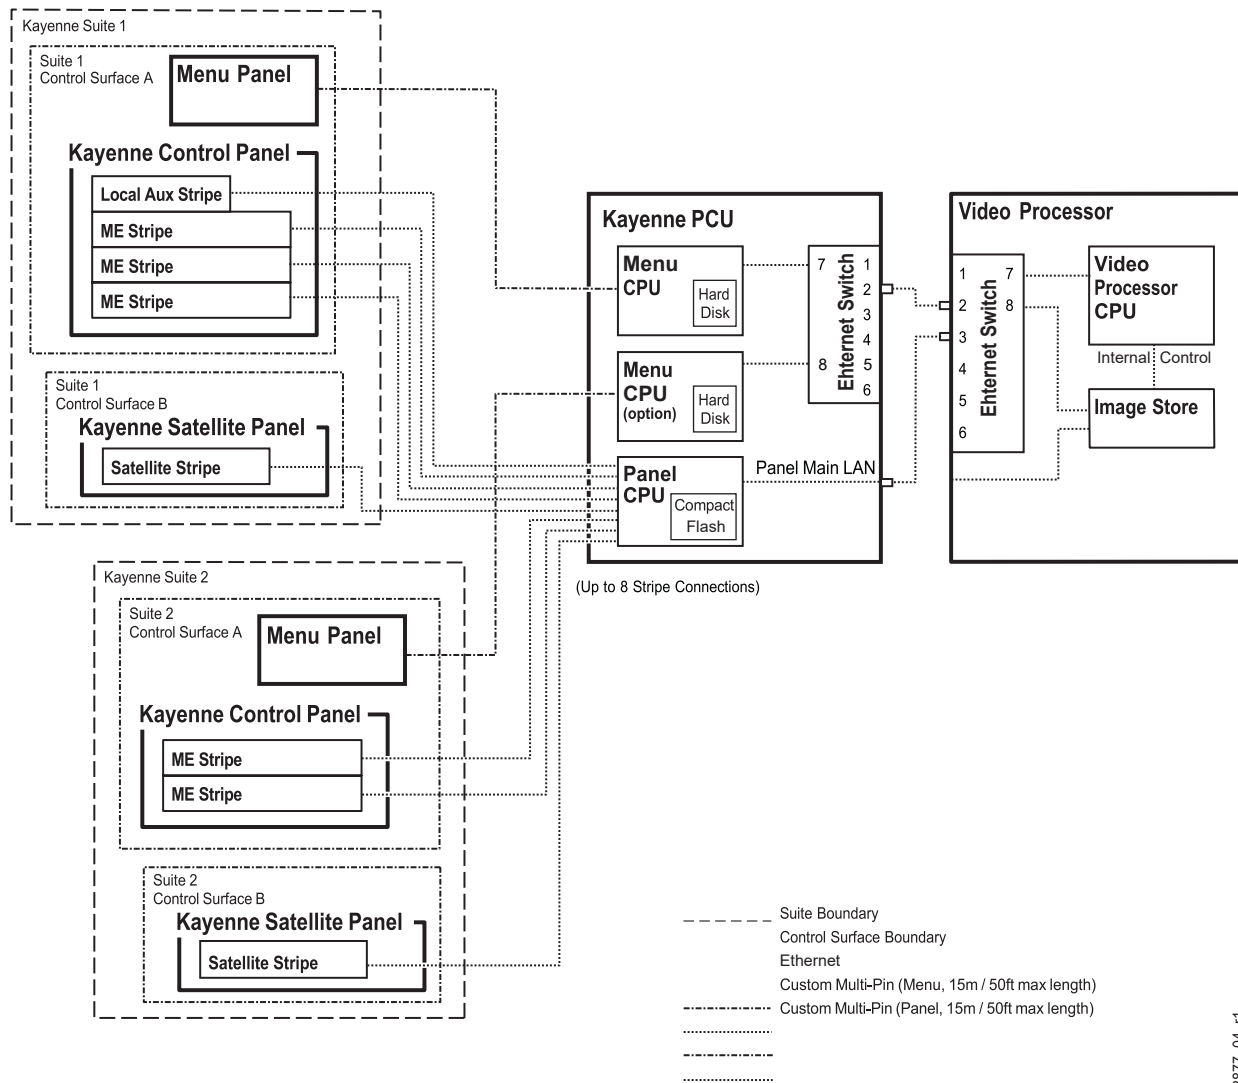 Kayenne Suite 1
Suite 1
Control Surface A
Menu Panel
Kayenne Control Panel
Local Aux Stripe
ME Stripe
ME Stripe
ME Stripe
Suite 1
Control Surface B
Kayenne Satellite Panel
Satellite Stripe
Kayenne Suite 2
Suite 2
Control Surface A
Menu Panel
Kayenne Control Panel
ME Stripe
ME Stripe
Suite 2
Control Surface B
Kayenne Satellite Panel
Satellite Stripe
Kayenne PCU
Menu
CPU
Hard
Disk
Menu
CPU
(option)
Hard
Disk
Panel
CPU
Compact
Flash
7
8
Ehternet Switch
1
2
3
4
5
6
Panel Main LAN
(Up to 8 Stripe Connections)
Video Processor
1
2
3
4
5
6
Ehternet Switch
7
8
Video
Processor
CPU
Internal Control
Image Store
Suite Boundary
Control Surface Boundary
Ethernet
Custom Multi-Pin (Menu, 15m / 50ft max length)
Custom Multi-Pin (Panel, 15m / 50ft max length)